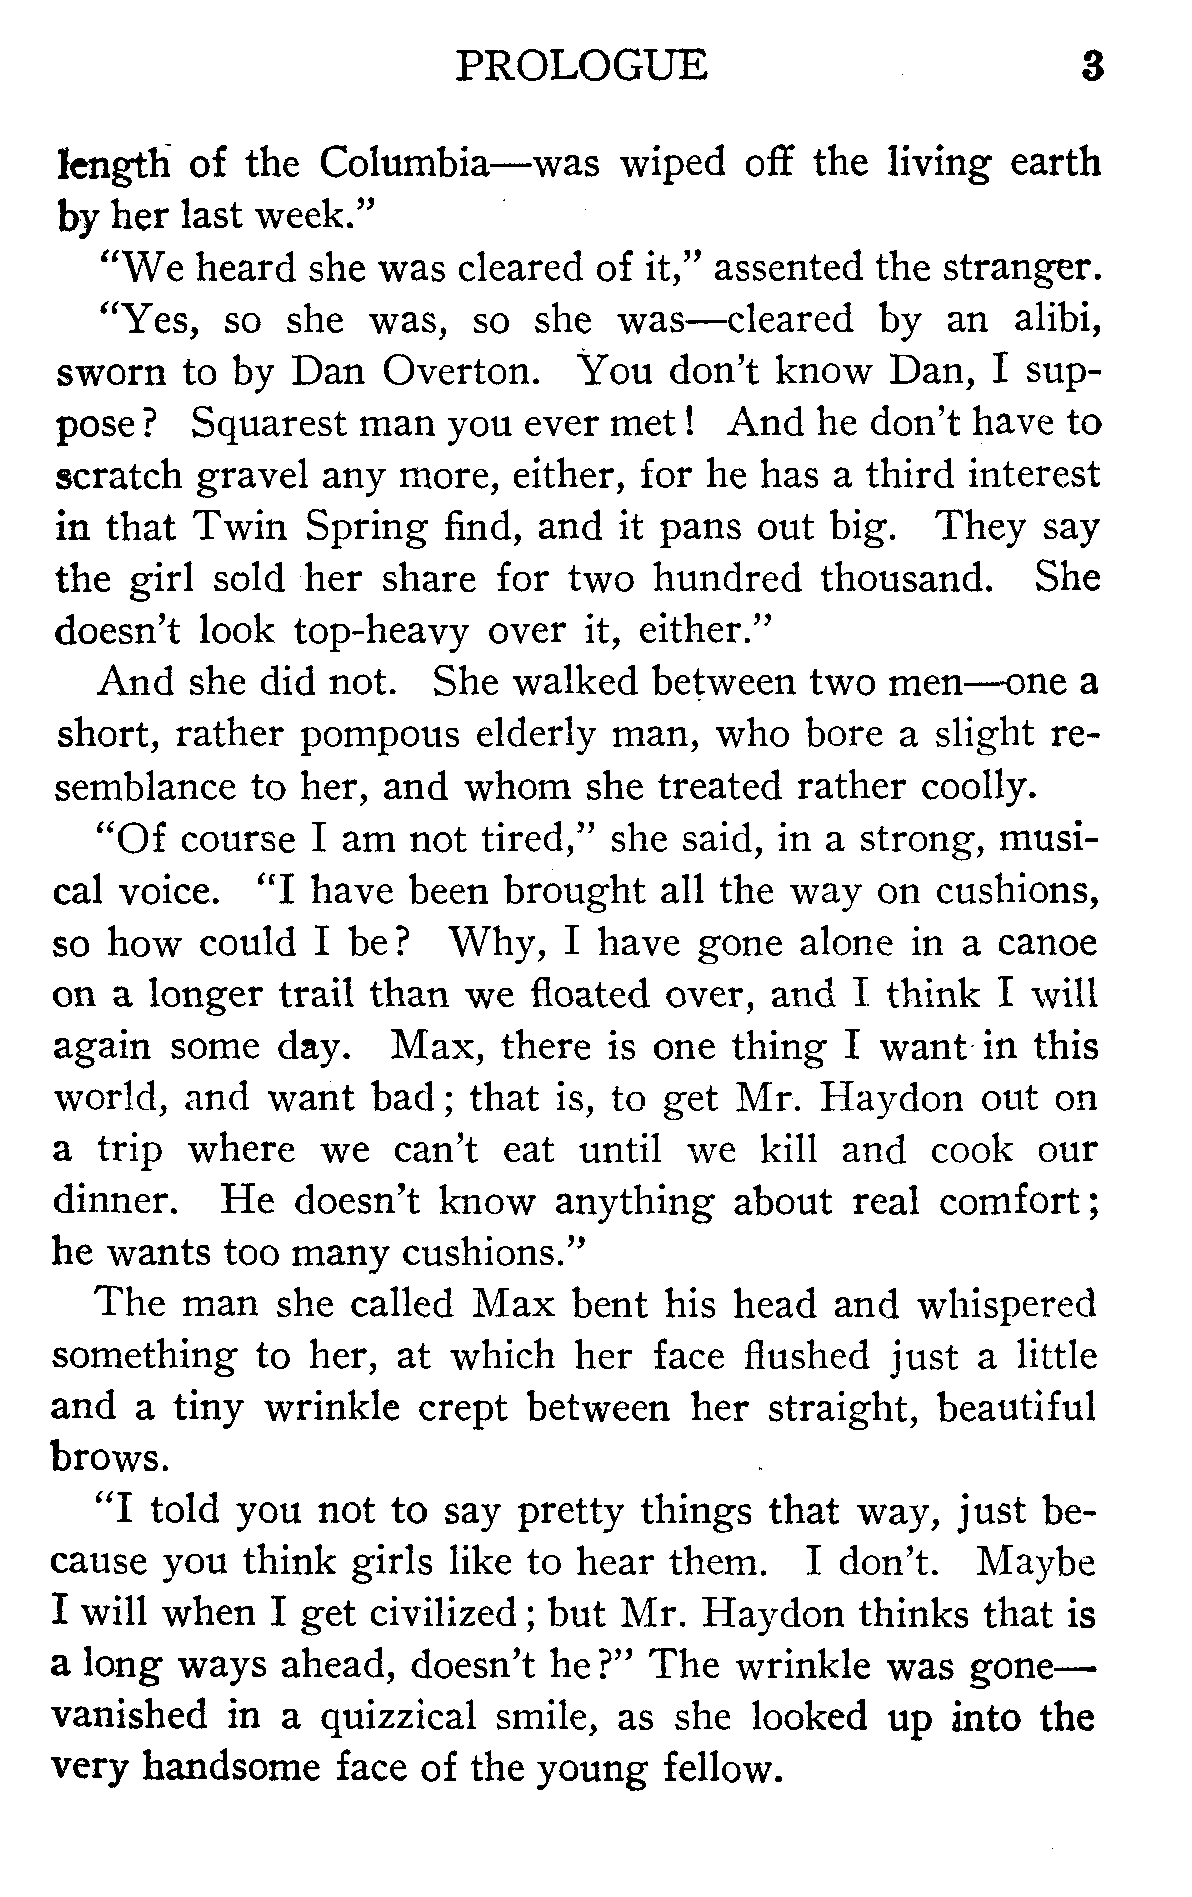 PROLOGUE 3
length of the Columbia—was wiped off the living earth
by her last week.”
“We heard she was cleared of it,” assented the stranger.
“Yes, so she was, so she was—cleared by an alibi,
sworn to by Dan Overton. You don’t know Dan, I sup-
pose? Squarest man you ever met! And he don’t have to
scratch gravel any more, either, for he has a third interest
in that Twin Spring find, and it pans out big. They say
the girl sold her share for two hundred thousand. She
doesn’t look top-heavy over it, either.”
And she did not. She walked between two men—one a
short, rather pompous elderly man, who bore a slight re-
semblance to her, and whom she treated rather coolly.
“Of course I am not tired,” she said, in a strong, musi-
cal voice. “I have been brought all the way on cushions,
so how could I be? Why, I have gone alone in a canoe
on a longer trail than we floated over, and I think I will
again some day. Max, there is one thing I want in this
world, and want bad; that is, to get Mr. Haydon out on
a trip where we can’t eat until we kill and cook our
dinner. He doesn’t know anything about real comfort;
he wants too many cushions.”
The man she called Max bent his head and whispered
something to her, at which her face flushed just a little
and a tiny wrinkle crept between her straight, beautiful
brows.
“I told you not to say pretty things that way, just be-
cause you think girls like to hear them. I don’t. Maybe
I will when I get civilized; but Mr. Haydon thinks that is
a long ways ahead, doesn’t he?” The wrinkle was gone—
vanished in a quizzical smile, as she looked up into the
very handsome face of the young fellow.